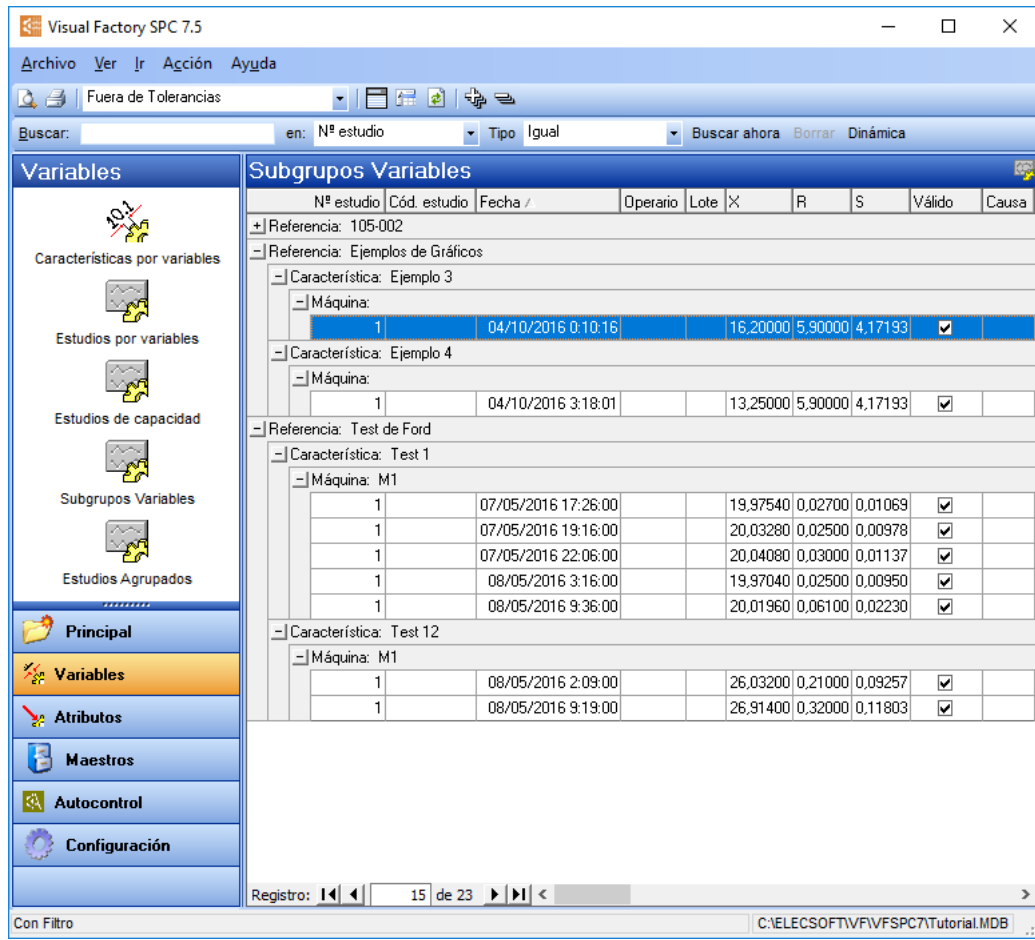 Visual Factory SPC 7.5
Archivo Ver Ir Acción Ayuda
Fuera de Tolerancias
Buscar: en: Nº estudio Tipo Igual Buscar ahora Borrar Dinámica
Variables
Características por variables
Estudios por variables
Estudios de capacidad
Subgrupos Variables
Estudios Agrupados
Principal
Variables
Atributos
Maestros
Autocontrol
Configuración
Subgrupos Variables
Nº estudio Cód. estudio Fecha Operario Lote X R S Válido Causa
Referencia: 105-002
Referencia: Ejemplos de Gráficos
Característica: Ejemplo 3
Máquina:
1 04/10/2016 0:10:16 16,20000 5,90000 4,17193
Característica: Ejemplo 4
Máquina:
1 04/10/2016 3:18:01 13,25000 5,90000 4,17193
Referencia: Test de Ford
Característica: Test 1
Máquina: M1
1 07/05/2016 17:26:00 19,97540 0,02700 0,01069
1 07/05/2016 19:16:00 20,03280 0,02500 0,00978
1 07/05/2016 22:06:00 20,04080 0,03000 0,01137
1 08/05/2016 3:16:00 19,97040 0,02500 0,00950
1 08/05/2016 9:36:00 20,01960 0,06100 0,02230
Característica: Test 12
Máquina: M1
1 08/05/2016 2:09:00 26,03200 0,21000 0,09257
1 08/05/2016 9:19:00 26,91400 0,32000 0,11803
Registro: 15 de 23
Con Filtro C:\ELECSOFT\VF\VFSPC7\Tutorial.MDB